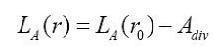 L_A(r) = L_A(r_0) − A_div